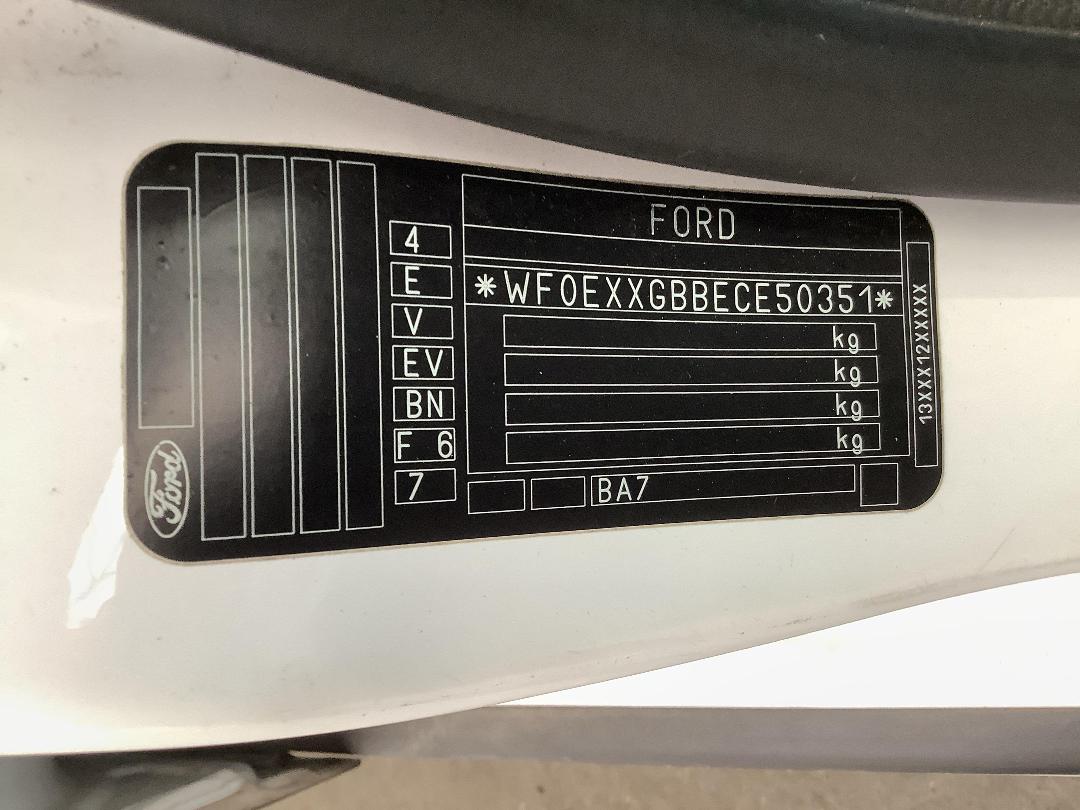 FORD
*WF0EXXGBBECE50351*
kg
kg
kg
kg
4
E
V
EV
BN
F 6
7
BA7
13XXX12XXXXX
Ford